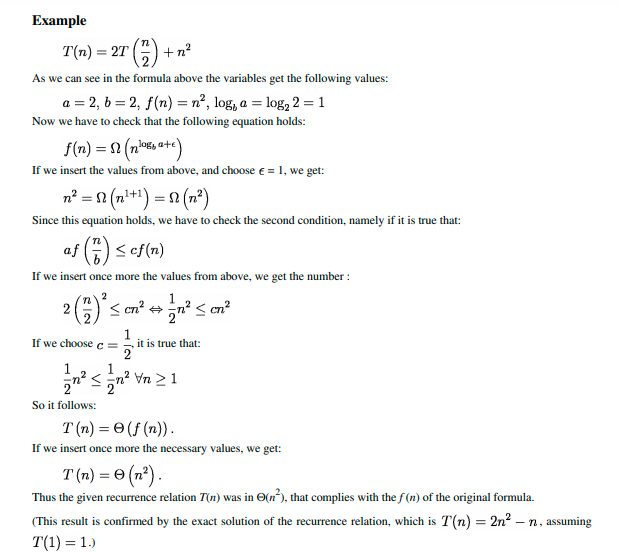 Example
T(n) = 2T (n/2) + n²
As we can see in the formula above the variables get the following values:
a = 2, b = 2, f(n) = n², log_b a = log₂ 2 = 1
Now we have to check that the following equation holds:
f(n) = Ω (n^(log_b a+ϵ))
If we insert the values from above, and choose ϵ = 1, we get:
n² = Ω (n¹⁺¹) = Ω (n²)
Since this equation holds, we have to check the second condition, namely if it is true that:
af (n/b) ≤ cf(n)
If we insert once more the values from above, we get the number :
2 (n/2)² ≤ cn² ⇔ 1/2 n² ≤ cn²
If we choose c = 1/2, it is true that:
1/2 n² ≤ 1/2 n² ∀n ≥ 1
So it follows:
T (n) = Θ (f (n)) .
If we insert once more the necessary values, we get:
T (n) = Θ (n²) .
Thus the given recurrence relation T(n) was in Θ(n²), that complies with the f (n) of the original formula.
(This result is confirmed by the exact solution of the recurrence relation, which is T(n) = 2n² − n, assuming
T(1) = 1.)